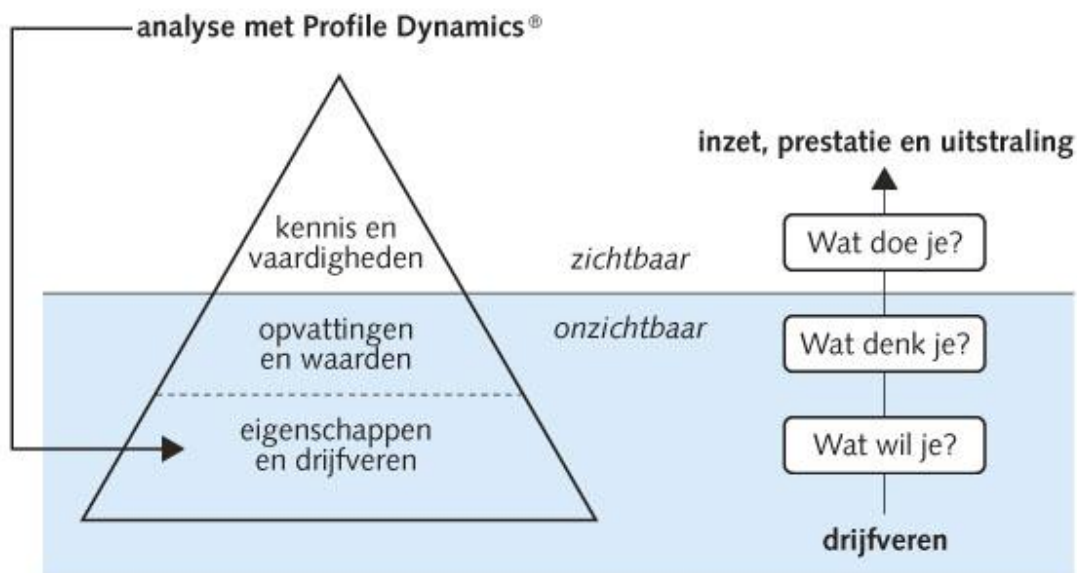 analyse met Profile Dynamics®
inzet, prestatie en uitstraling
kennis en
vaardigheden
zichtbaar
Wat doe je?
opvattingen
en waarden
onzichtbaar
Wat denk je?
eigenschappen
en drijfveren
Wat wil je?
drijfveren